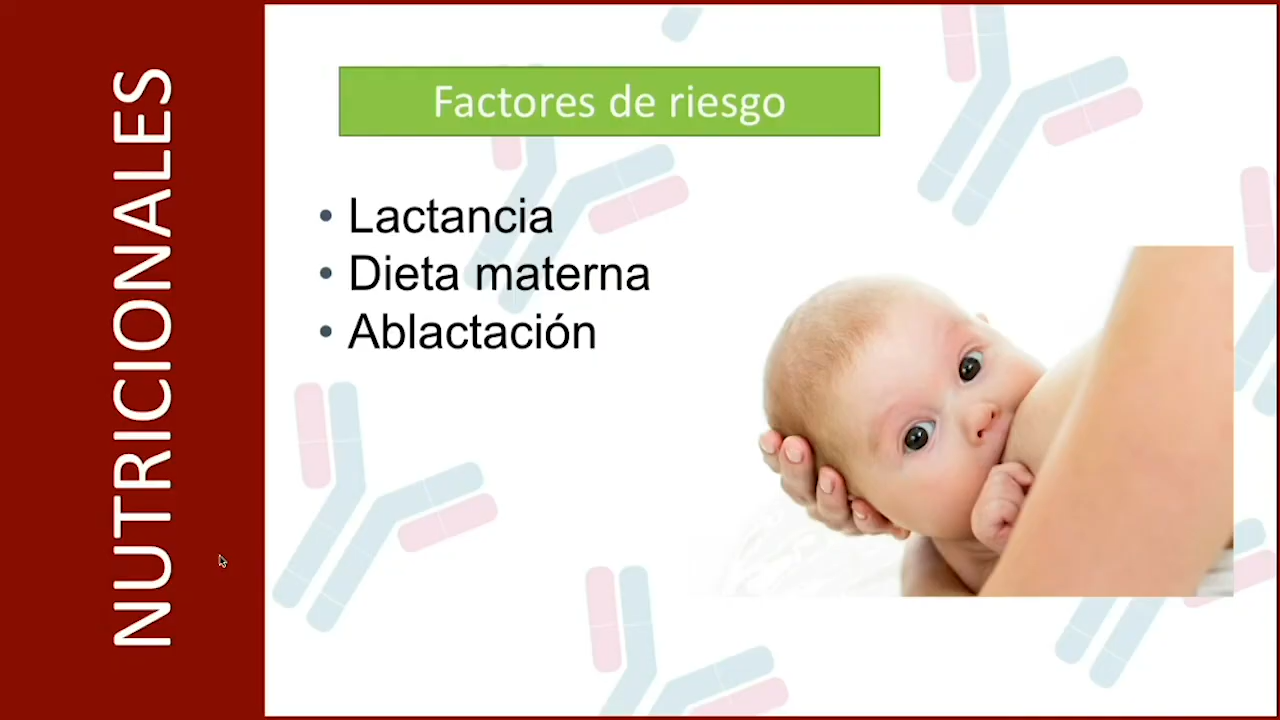 NUTRICIONALES
Factores de riesgo
• Lactancia
• Dieta materna
• Ablactación